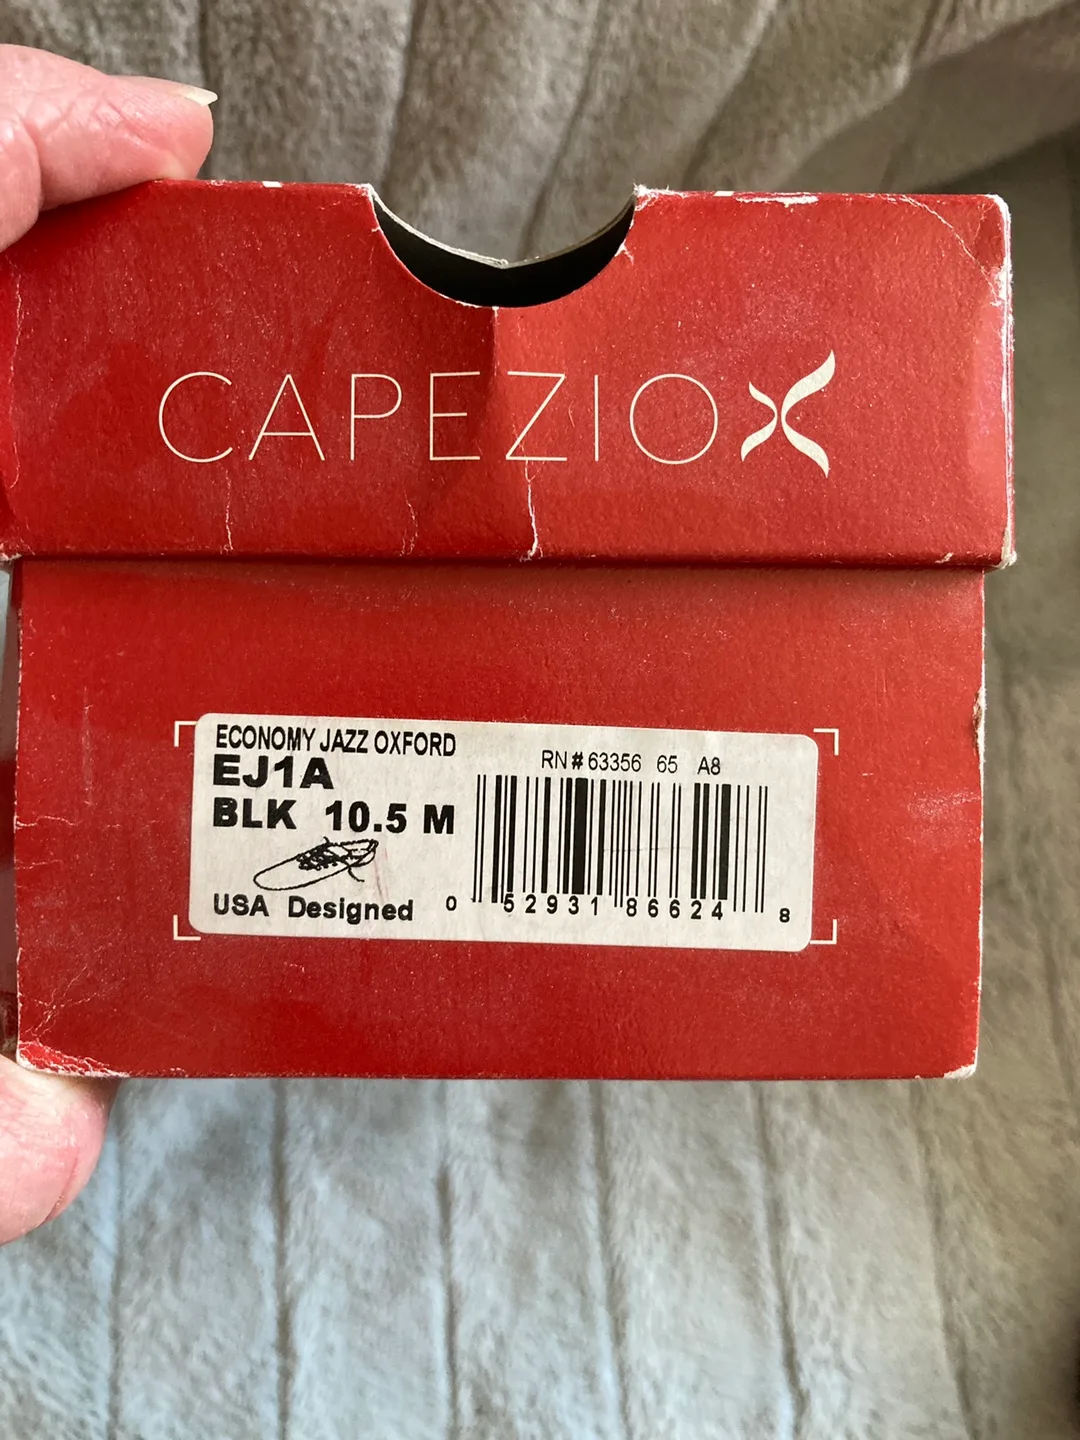 CAPEZIO
ECONOMY JAZZ OXFORD
EJ1A
BLK 10.5 M
USA Designed
RN# 63356 65 A8
0 52931 86624 8